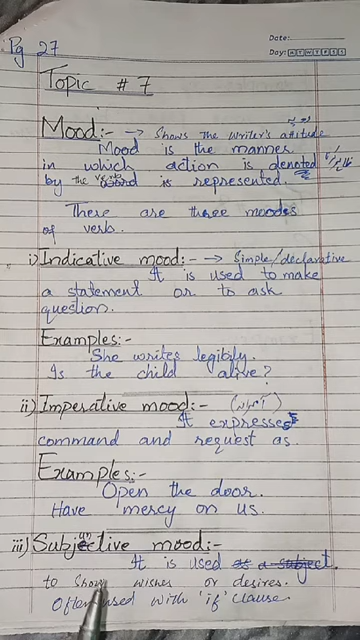 Date:
Pg 27
Day: M T W T F S S
Topic # 7
Mood:- → Shows the writer's attitude
Mood is the manner
in which action is denoted
by the verb is represented.
There are three moodes
of verb.
i) Indicative mood:- → Simple/declarative
It is used to make
a statement or to ask
question.
Examples:-
She writes legibily.
Is the child alive?
ii) Imperative mood:-
It expresses
command and request as.
Examples:-
Open the door.
Have mercy on us.
iii) Subjective mood:-
It is used as a subject.
to Show wishes or desires.
Often used with 'if' clause.